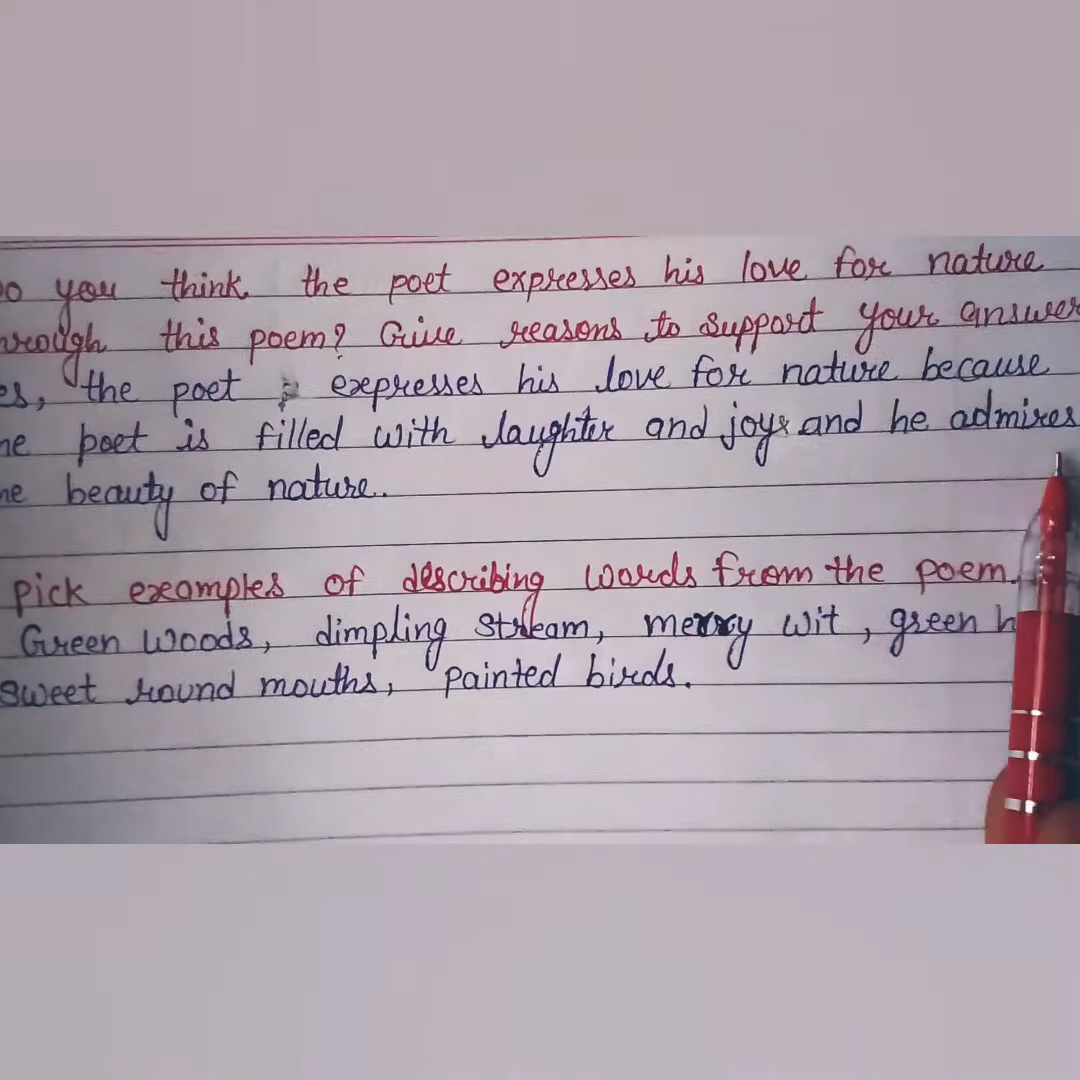 you think the poet expresses his love for nature
this poem? Give reasons to support your answer
the poet expresses his love for nature because
poet is filled with laughter and joys and he admires
beauty of nature.
pick examples of describing words from the poem.
Green Woods, dimpling stream, merry wit, green
sweet round mouths, painted birds.